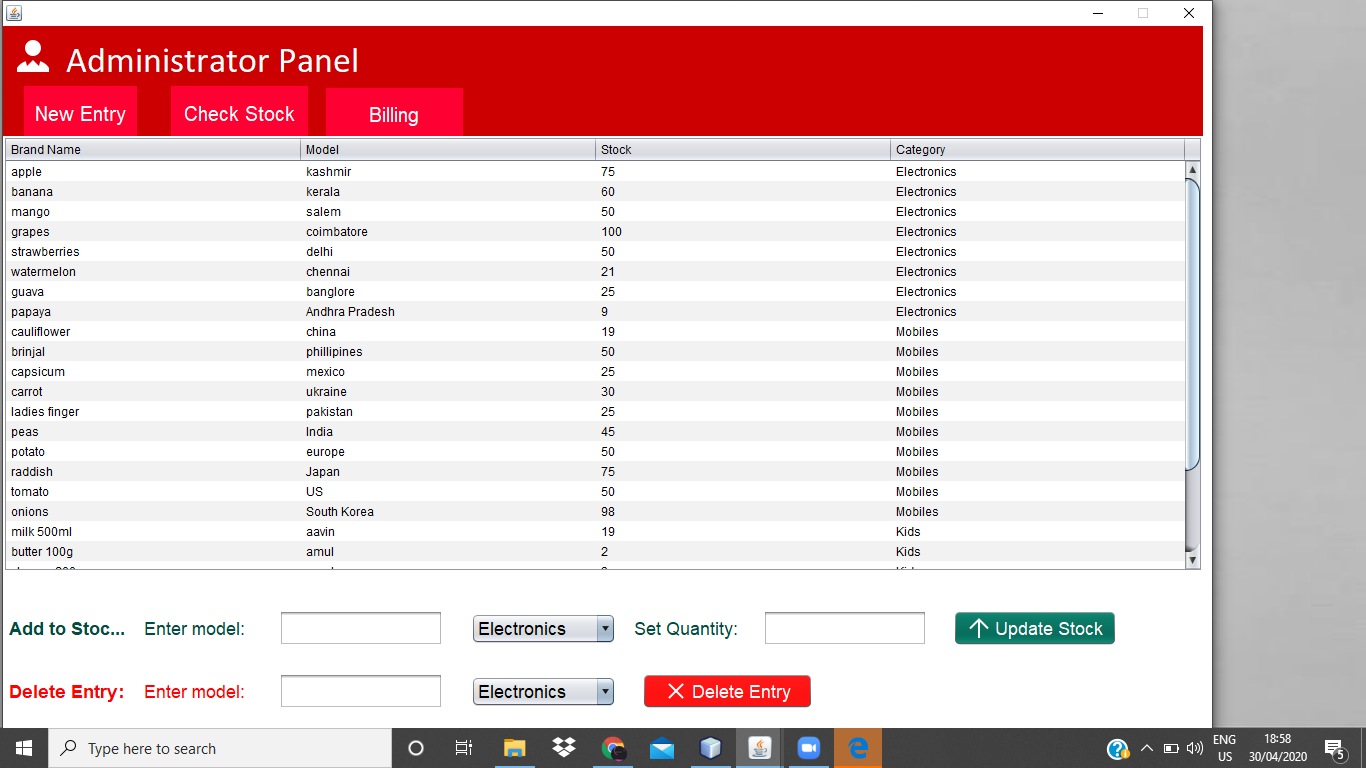 Administrator Panel
New Entry Check Stock Billing
Brand Name Model Stock Category
apple kashmir 75 Electronics
banana kerala 60 Electronics
mango salem 50 Electronics
grapes coimbatore 100 Electronics
strawberries delhi 50 Electronics
watermelon chennai 21 Electronics
guava banglore 25 Electronics
papaya Andhra Pradesh 9 Electronics
cauliflower china 19 Mobiles
brinjal phillipines 50 Mobiles
capsicum mexico 25 Mobiles
carrot ukraine 30 Mobiles
ladies finger pakistan 25 Mobiles
peas India 45 Mobiles
potato europe 50 Mobiles
raddish Japan 75 Mobiles
tomato US 50 Mobiles
onions South Korea 98 Mobiles
milk 500ml aavin 19 Kids
butter 100g amul 2 Kids
Add to Stoc... Enter model: Electronics Set Quantity: Update Stock
Delete Entry: Enter model: Electronics Delete Entry
Type here to search
ENG 18:58
US 30/04/2020 5